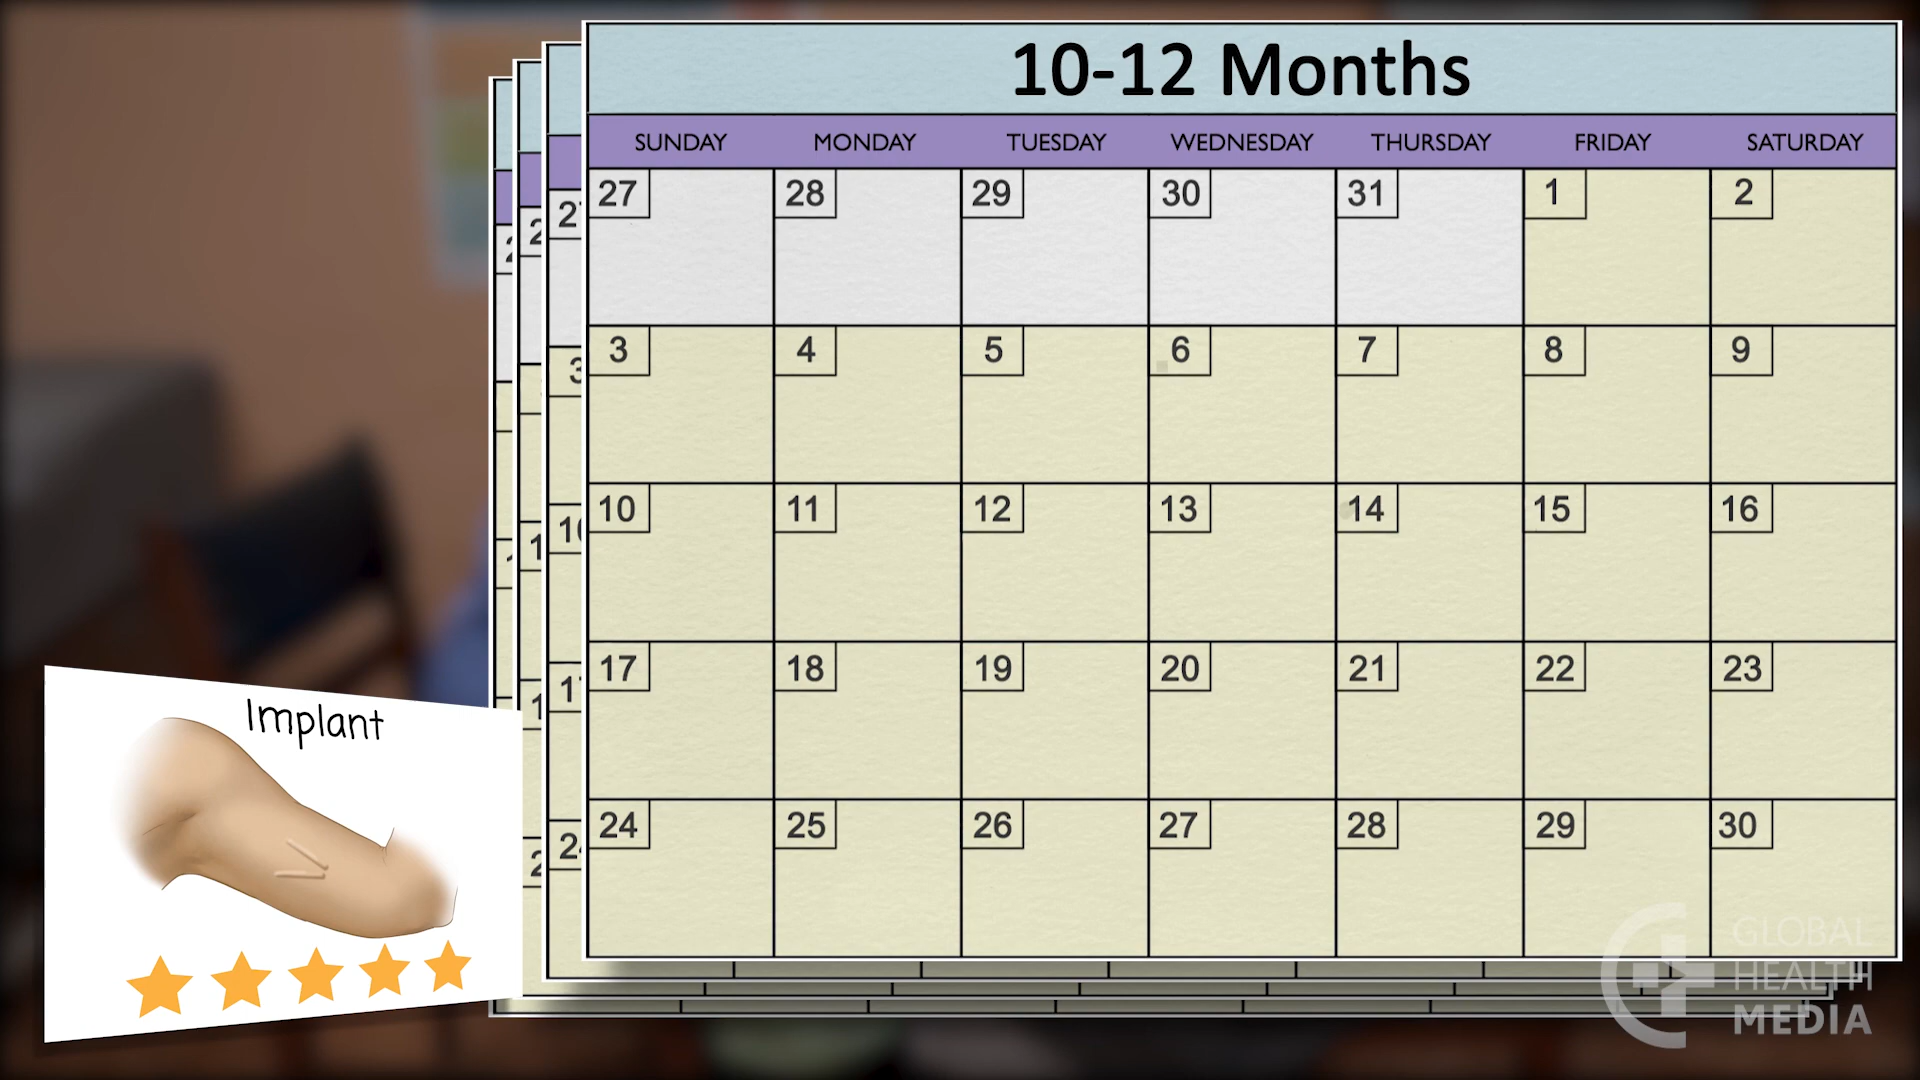 10-12 Months
SUNDAY MONDAY TUESDAY WEDNESDAY THURSDAY FRIDAY SATURDAY
27 28 29 30 31 1 2
3 4 5 6 7 8 9
10 11 12 13 14 15 16
17 18 19 20 21 22 23
24 25 26 27 28 29 30
Implant
GLOBAL
HEALTH
MEDIA